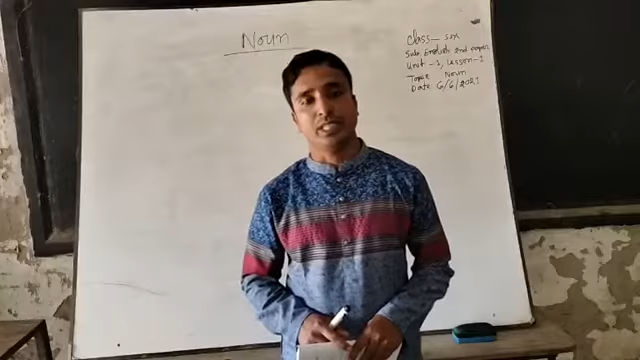 Noun
Class- six
Sub: English 2nd paper
Unit -1, Lesson-1
Topic Noun
Date: 6/6/2021